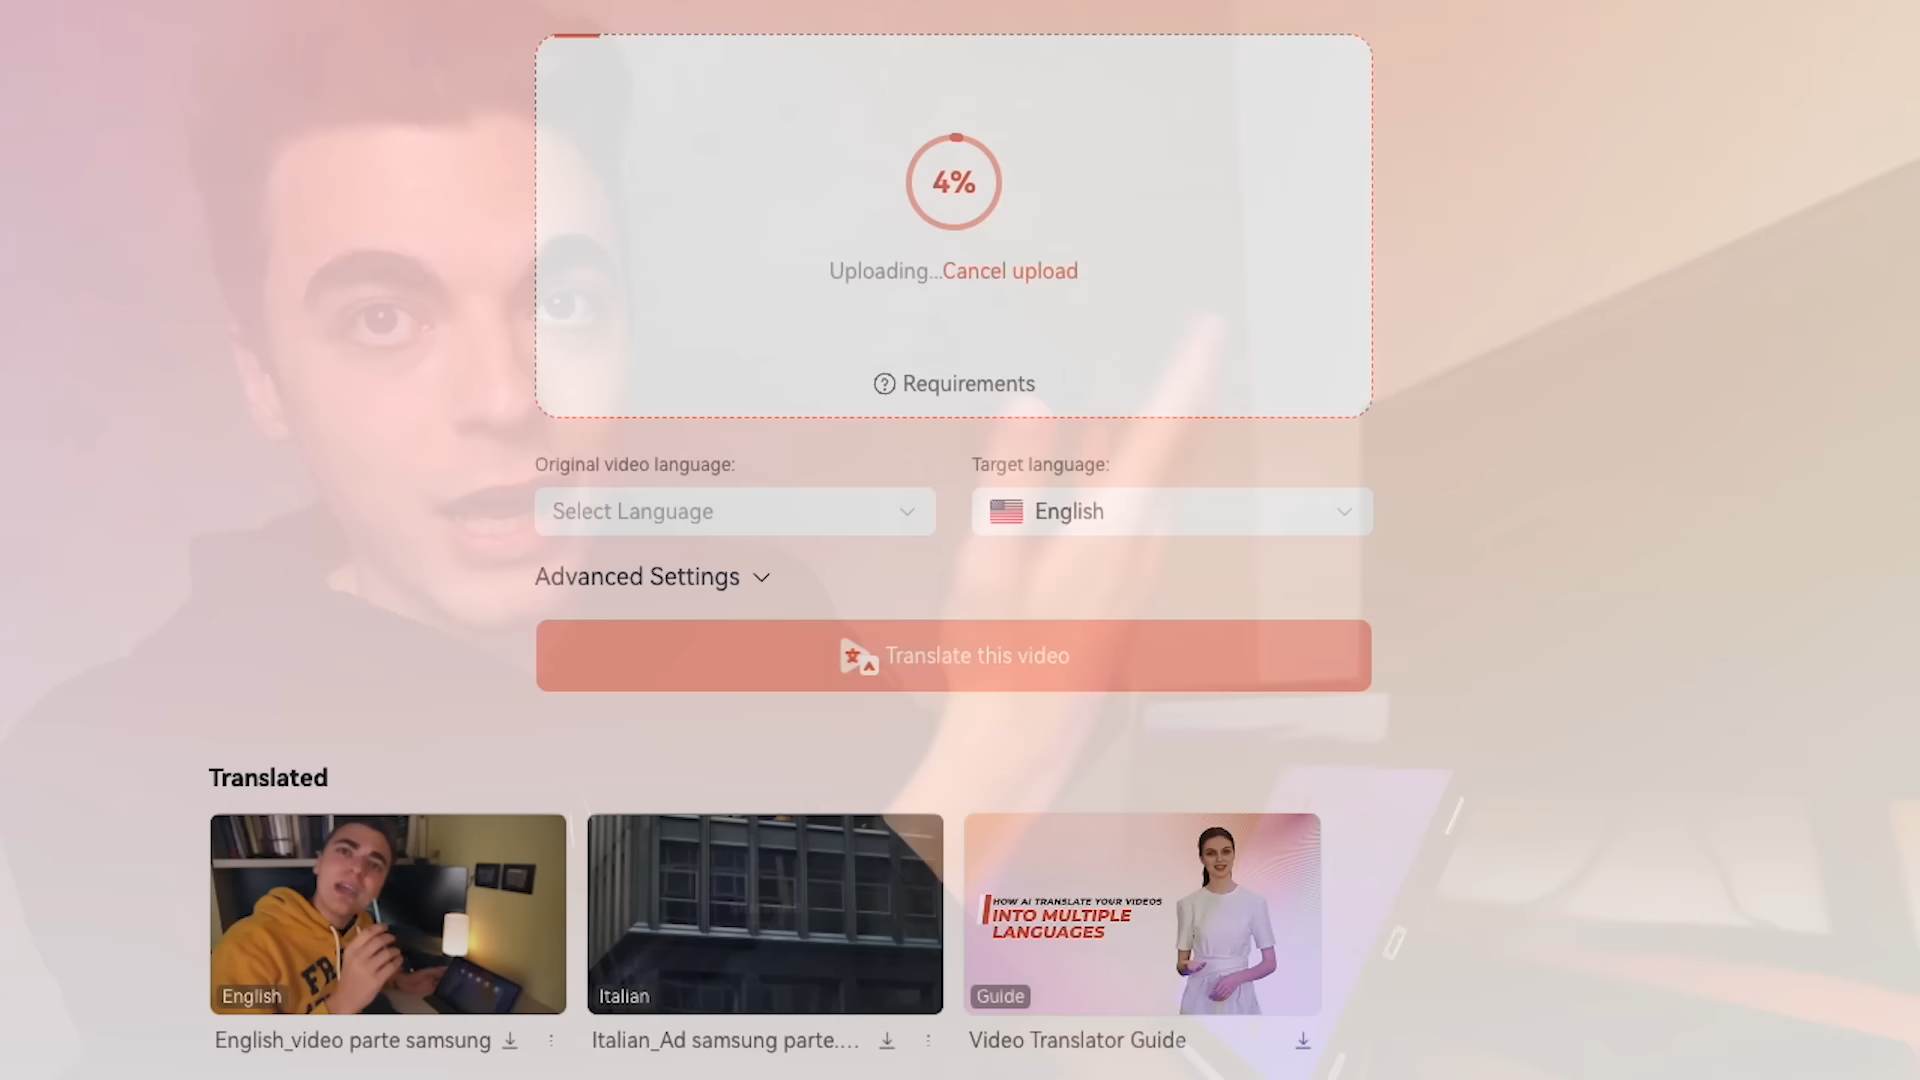 4%
Uploading...Cancel upload
Requirements
Original video language:
Target language:
Select Language
English
Advanced Settings
Translate this video
Translated
English
Italian
HOW AI TRANSLATE YOUR VIDEOS
INTO MULTIPLE
LANGUAGES
Guide
English_video parte samsung
Italian_Ad samsung parte....
Video Translator Guide